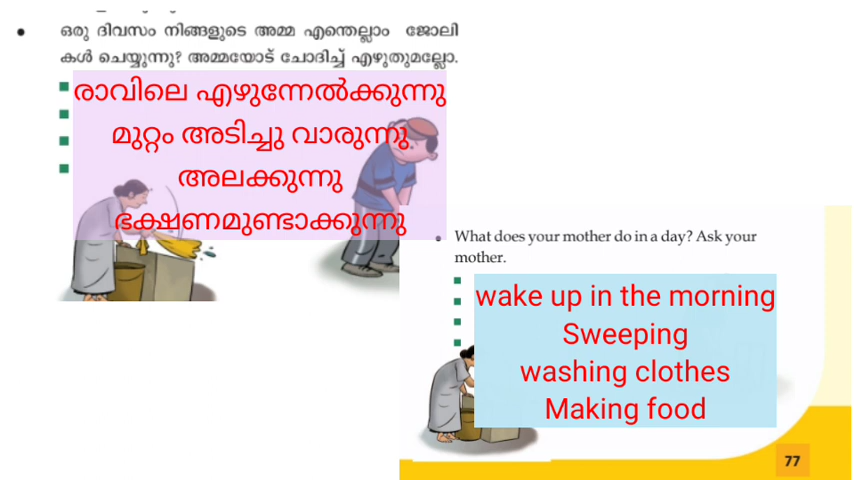 ഒരു ദിവസം നിങ്ങളുടെ അമ്മ എന്തെല്ലാം ജോലി
കൾ ചെയ്യുന്നു? അമ്മയോട് ചോദിച്ച് എഴുതുമല്ലോ.
രാവിലെ എഴുന്നേൽക്കുന്നു
മുറ്റം അടിച്ചു വാരുന്നു
അലക്കുന്നു
ഭക്ഷണമുണ്ടാക്കുന്നു
What does your mother do in a day? Ask your
mother.
wake up in the morning
Sweeping
washing clothes
Making food
77